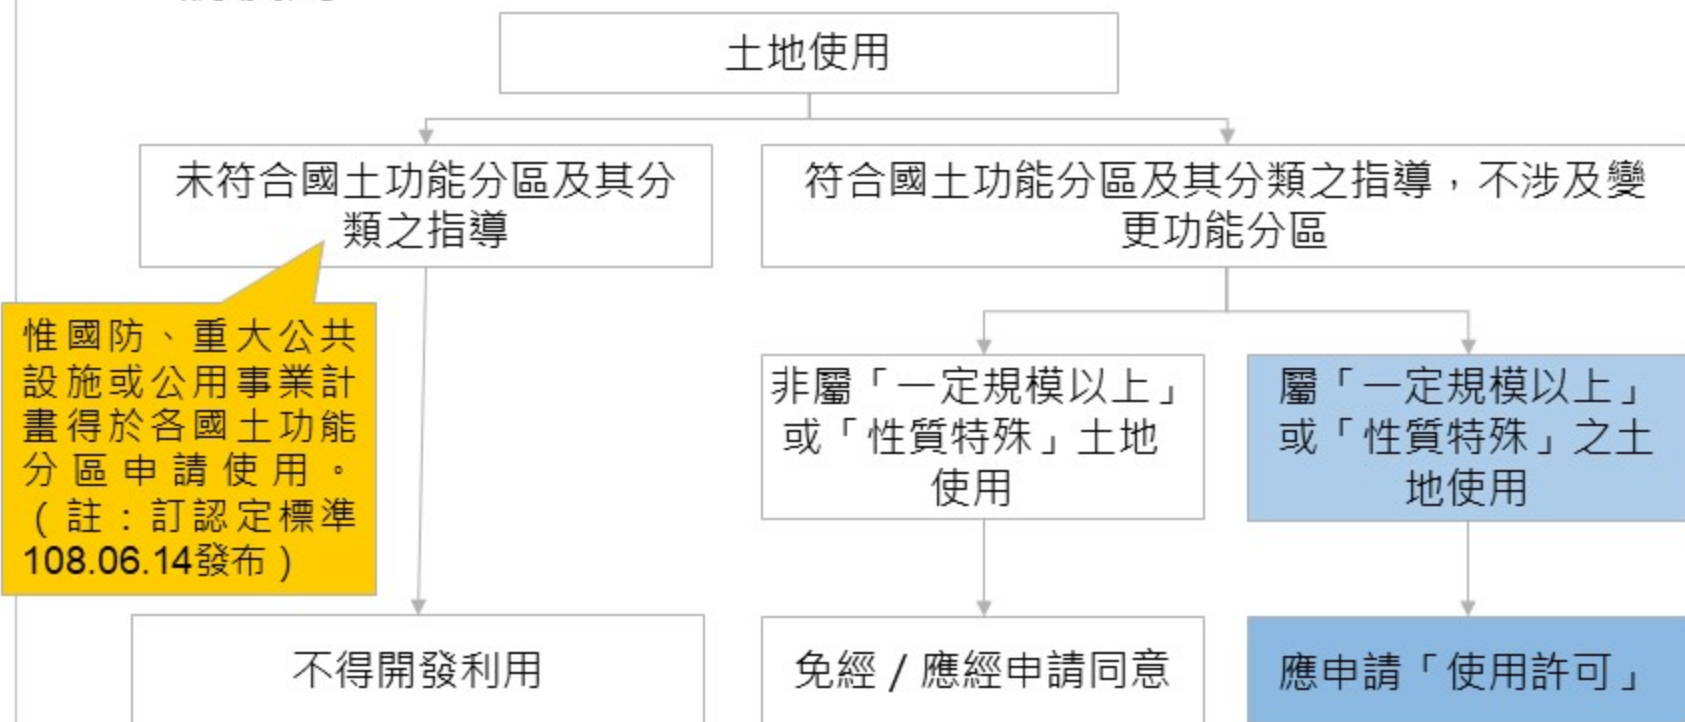 土地使用
未符合國土功能分區及其分
類之指導
符合國土功能分區及其分類之指導，不涉及變
更功能分區
惟國防、重大公共
設施或公用事業計
畫得於各國土功能
分區申請使用。
（註：訂認定標準
108.06.14發布）
非屬「一定規模以上」
或「性質特殊」土地
使用
屬「一定規模以上」
或「性質特殊」之土
地使用
不得開發利用
免經 / 應經申請同意
應申請「使用許可」